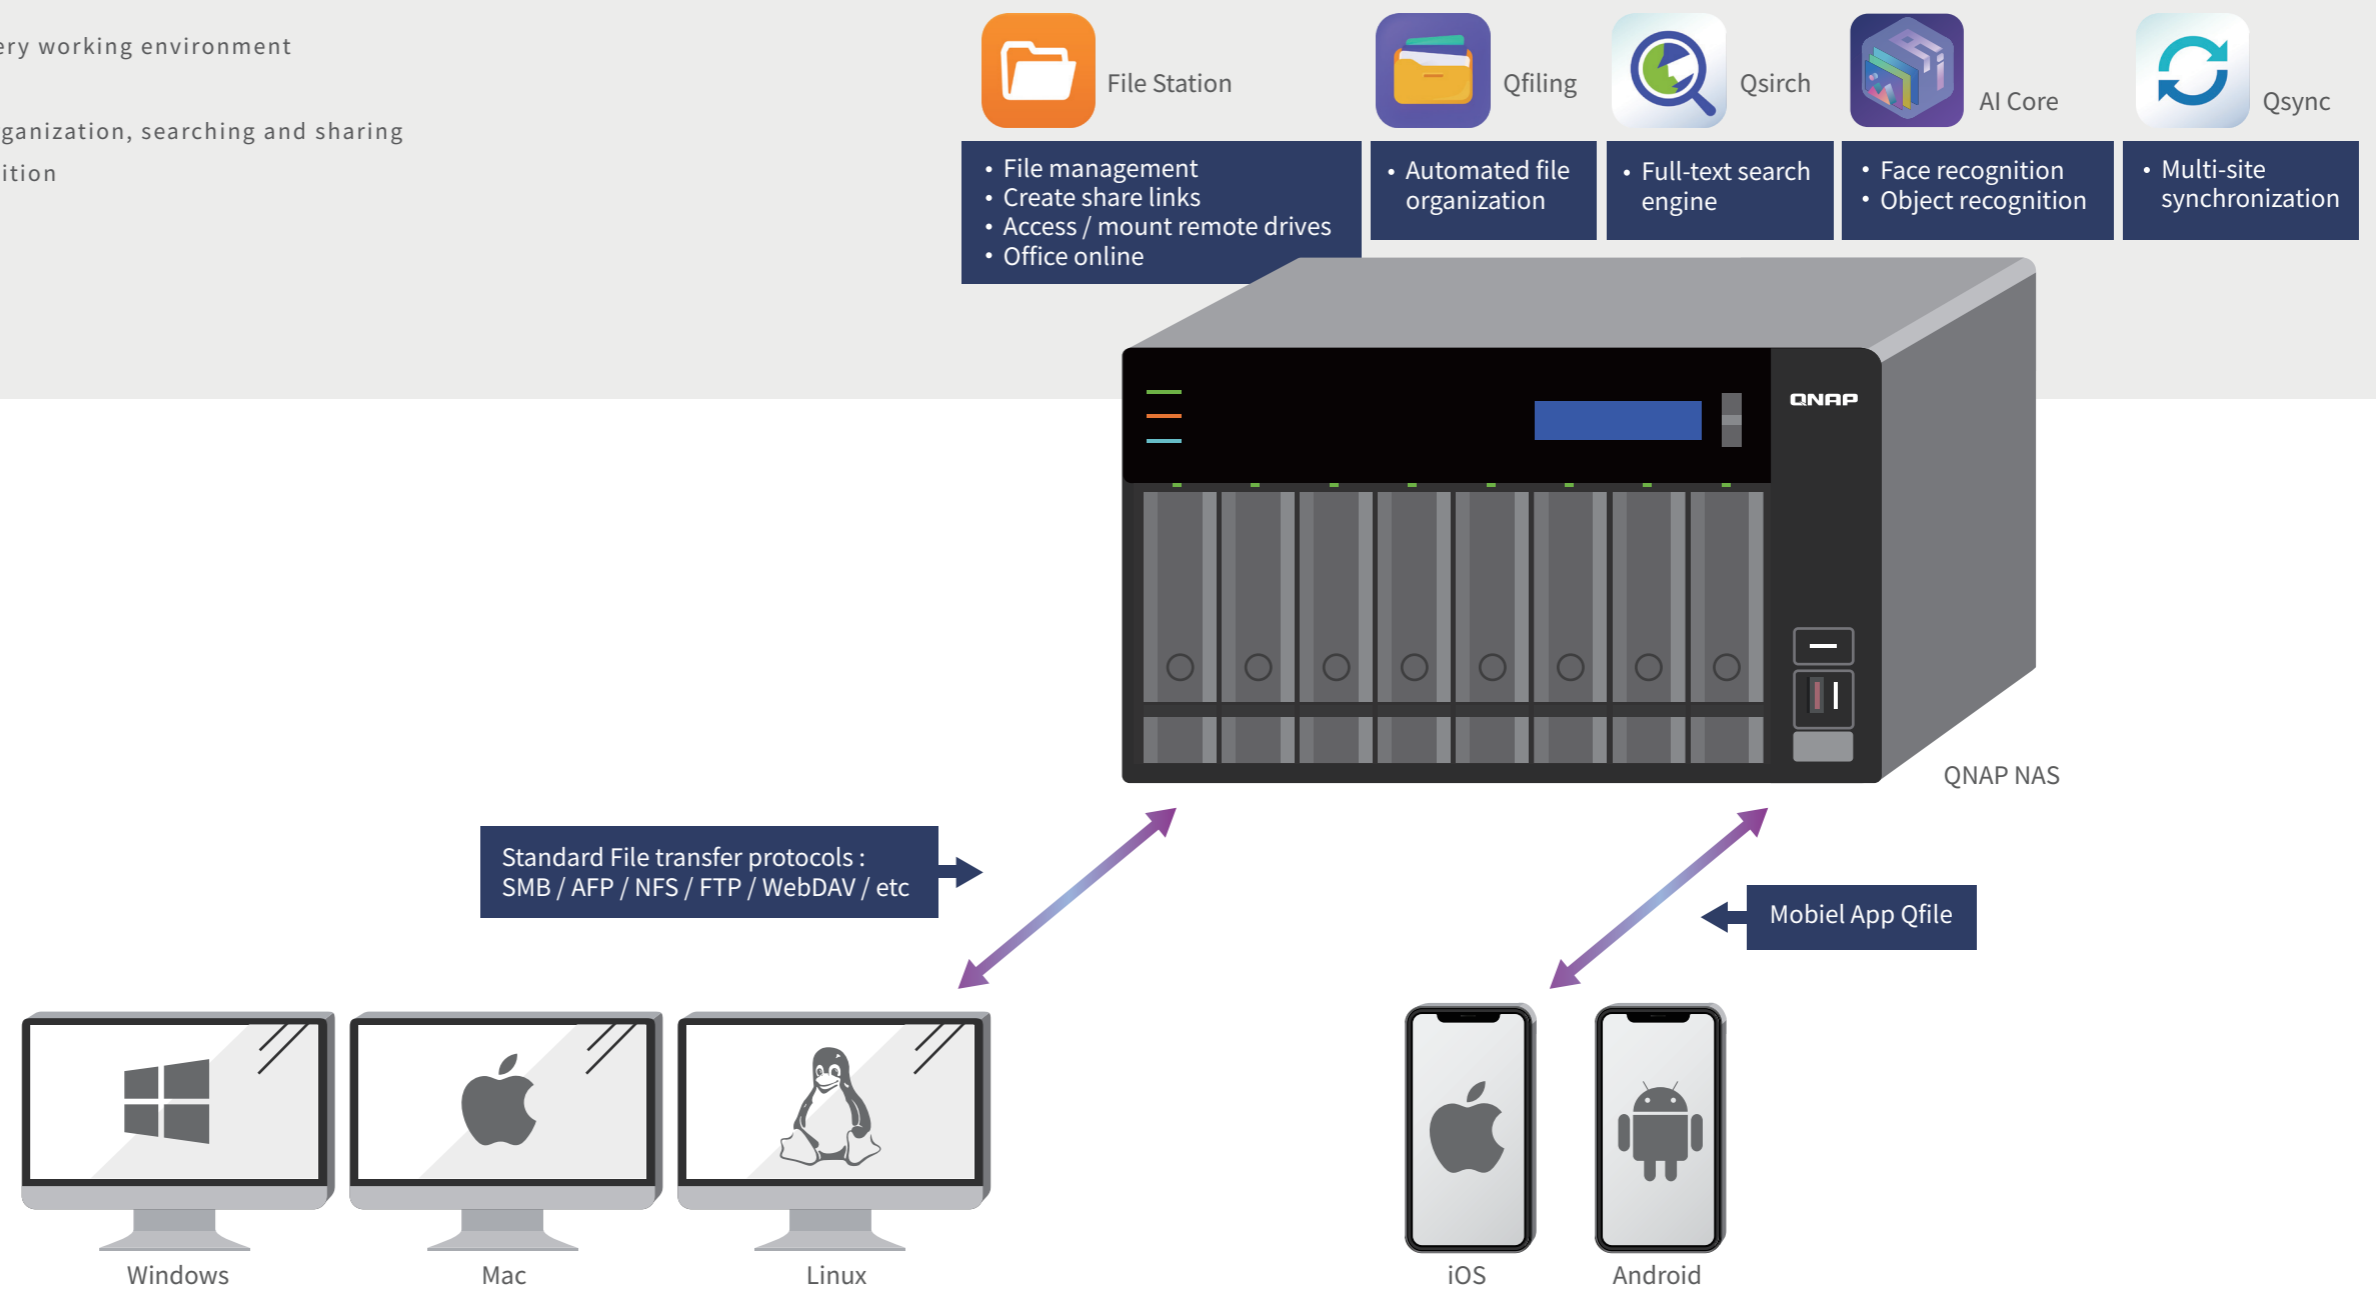 ery working environment
ganization, searching and sharing
ition
File Station
• File management
• Create share links
• Access / mount remote drives
• Office online
Qfiling
• Automated file
organization
Qsirch
• Full-text search
engine
AI Core
• Face recognition
• Object recognition
Qsync
• Multi-site
synchronization
QNAP
QNAP NAS
Standard File transfer protocols :
SMB / AFP / NFS / FTP / WebDAV / etc
Mobiel App Qfile
Windows
Mac
Linux
iOS
Android